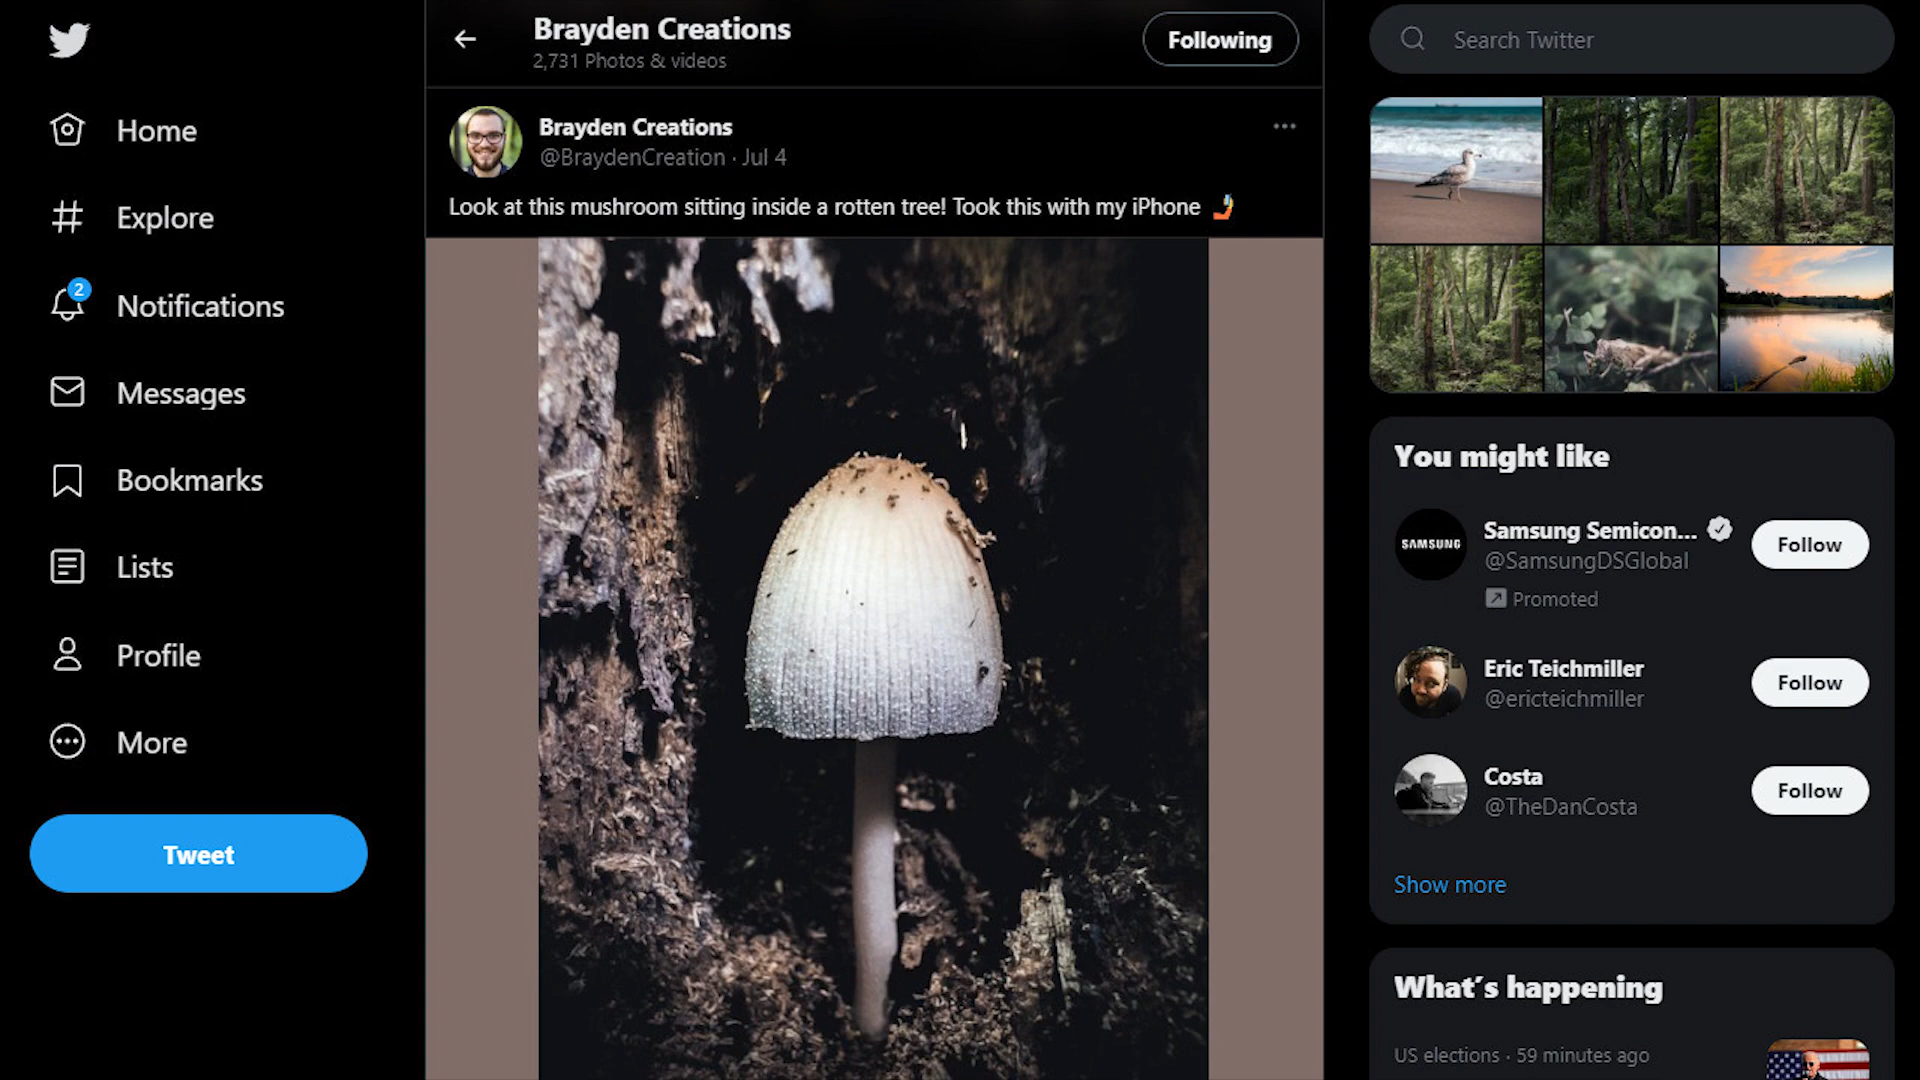 Home
Explore
2
Notifications
Messages
Bookmarks
Lists
Profile
More
Tweet
Brayden Creations
2,731 Photos & videos
Following
Brayden Creations
@BraydenCreation · Jul 4
Look at this mushroom sitting inside a rotten tree! Took this with my iPhone 🤳
Search Twitter
You might like
SAMSUNG
Samsung Semicon...
@SamsungDSGlobal
Promoted
Follow
Eric Teichmiller
@ericteichmiller
Follow
Costa
@TheDanCosta
Follow
Show more
What's happening
US elections · 59 minutes ago